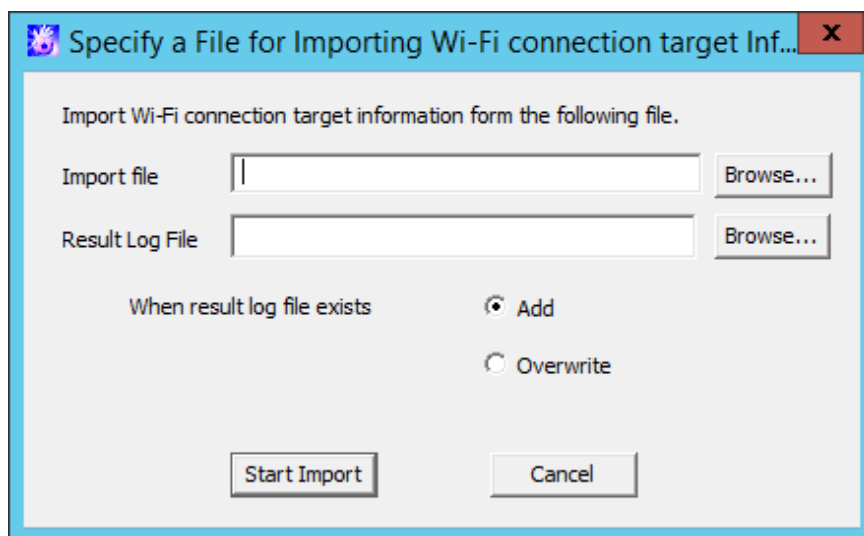 Specify a File for Importing Wi-Fi connection target Inf...
Import Wi-Fi connection target information form the following file.
Import file
Browse...
Result Log File
Browse...
When result log file exists
Add
Overwrite
Start Import
Cancel